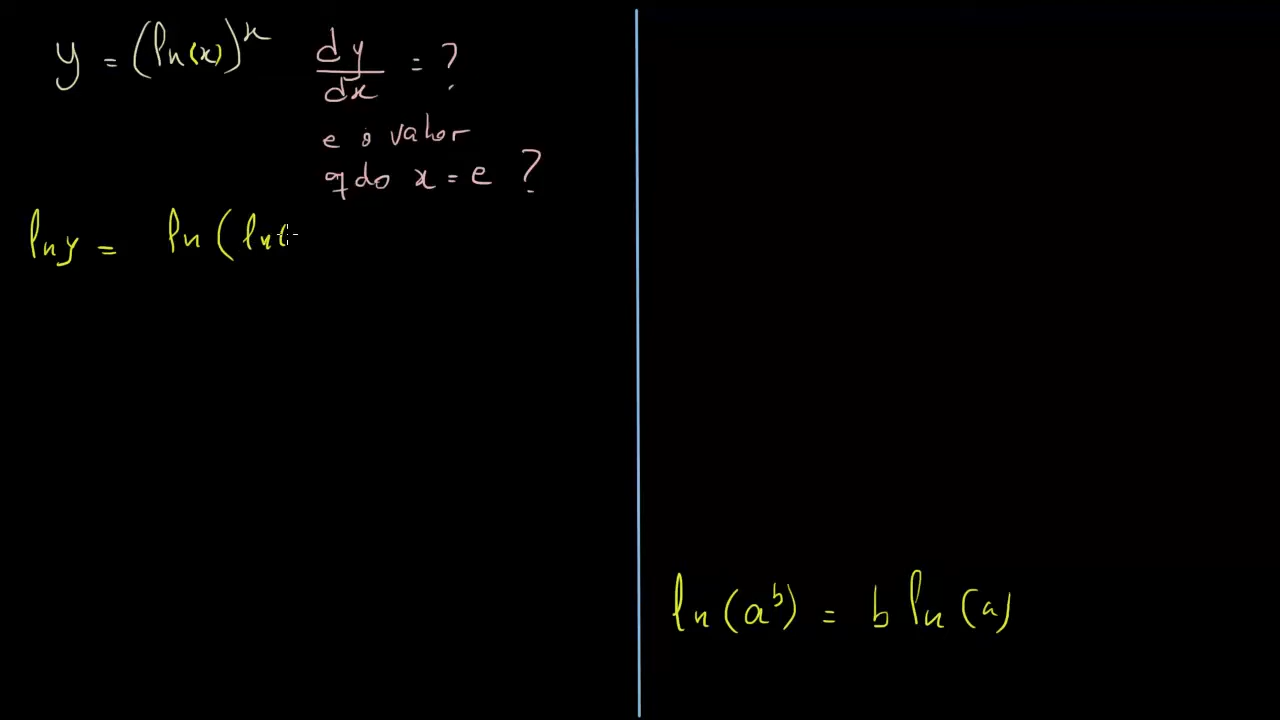 y = (ln(x))^x dy/dx = ?
e o valor
qdo x = e ?
ln y = ln(ln(
ln(a^b) = b ln(a)